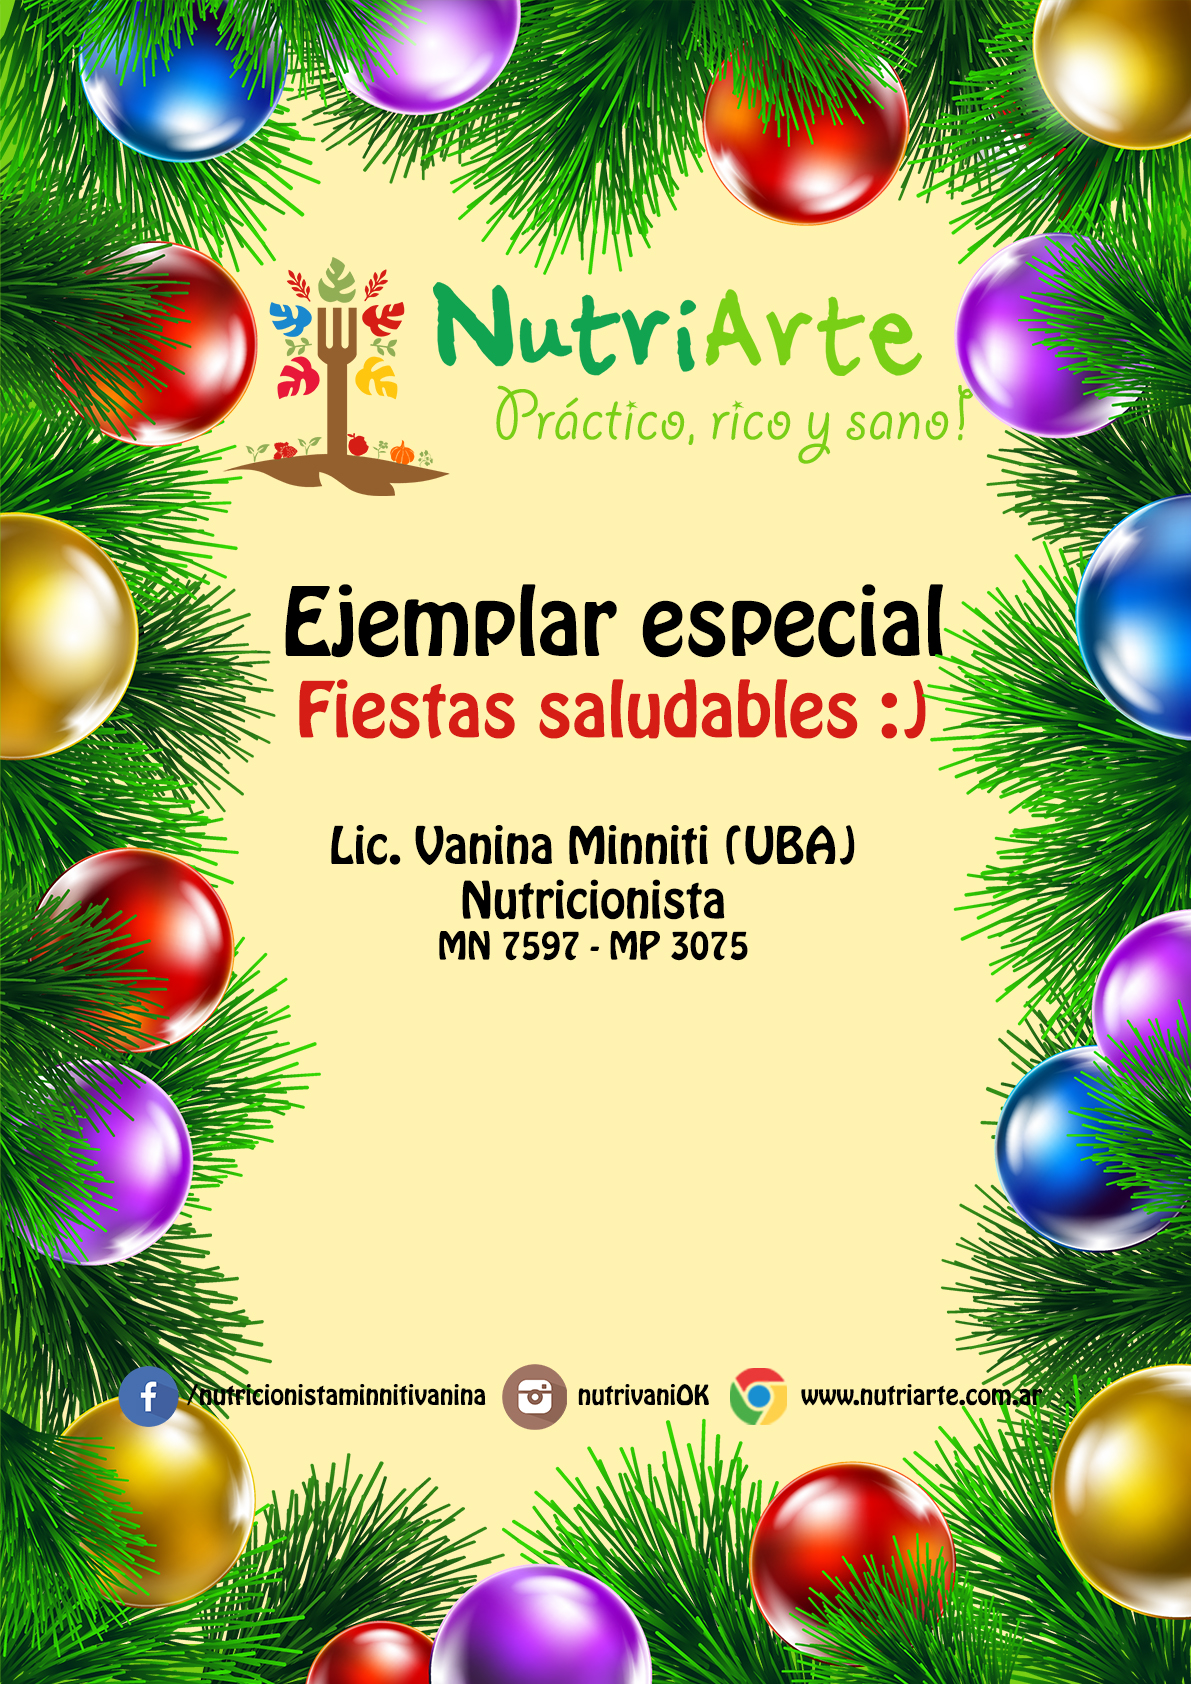 NutriArte
Práctico, rico y sano!
Ejemplar especial
Fiestas saludables :)
Lic. Vanina Minniti (UBA)
Nutricionista
MN 7597 - MP 3075
/nutricionistaminnitivanina nutrivaniOK www.nutriarte.com.ar